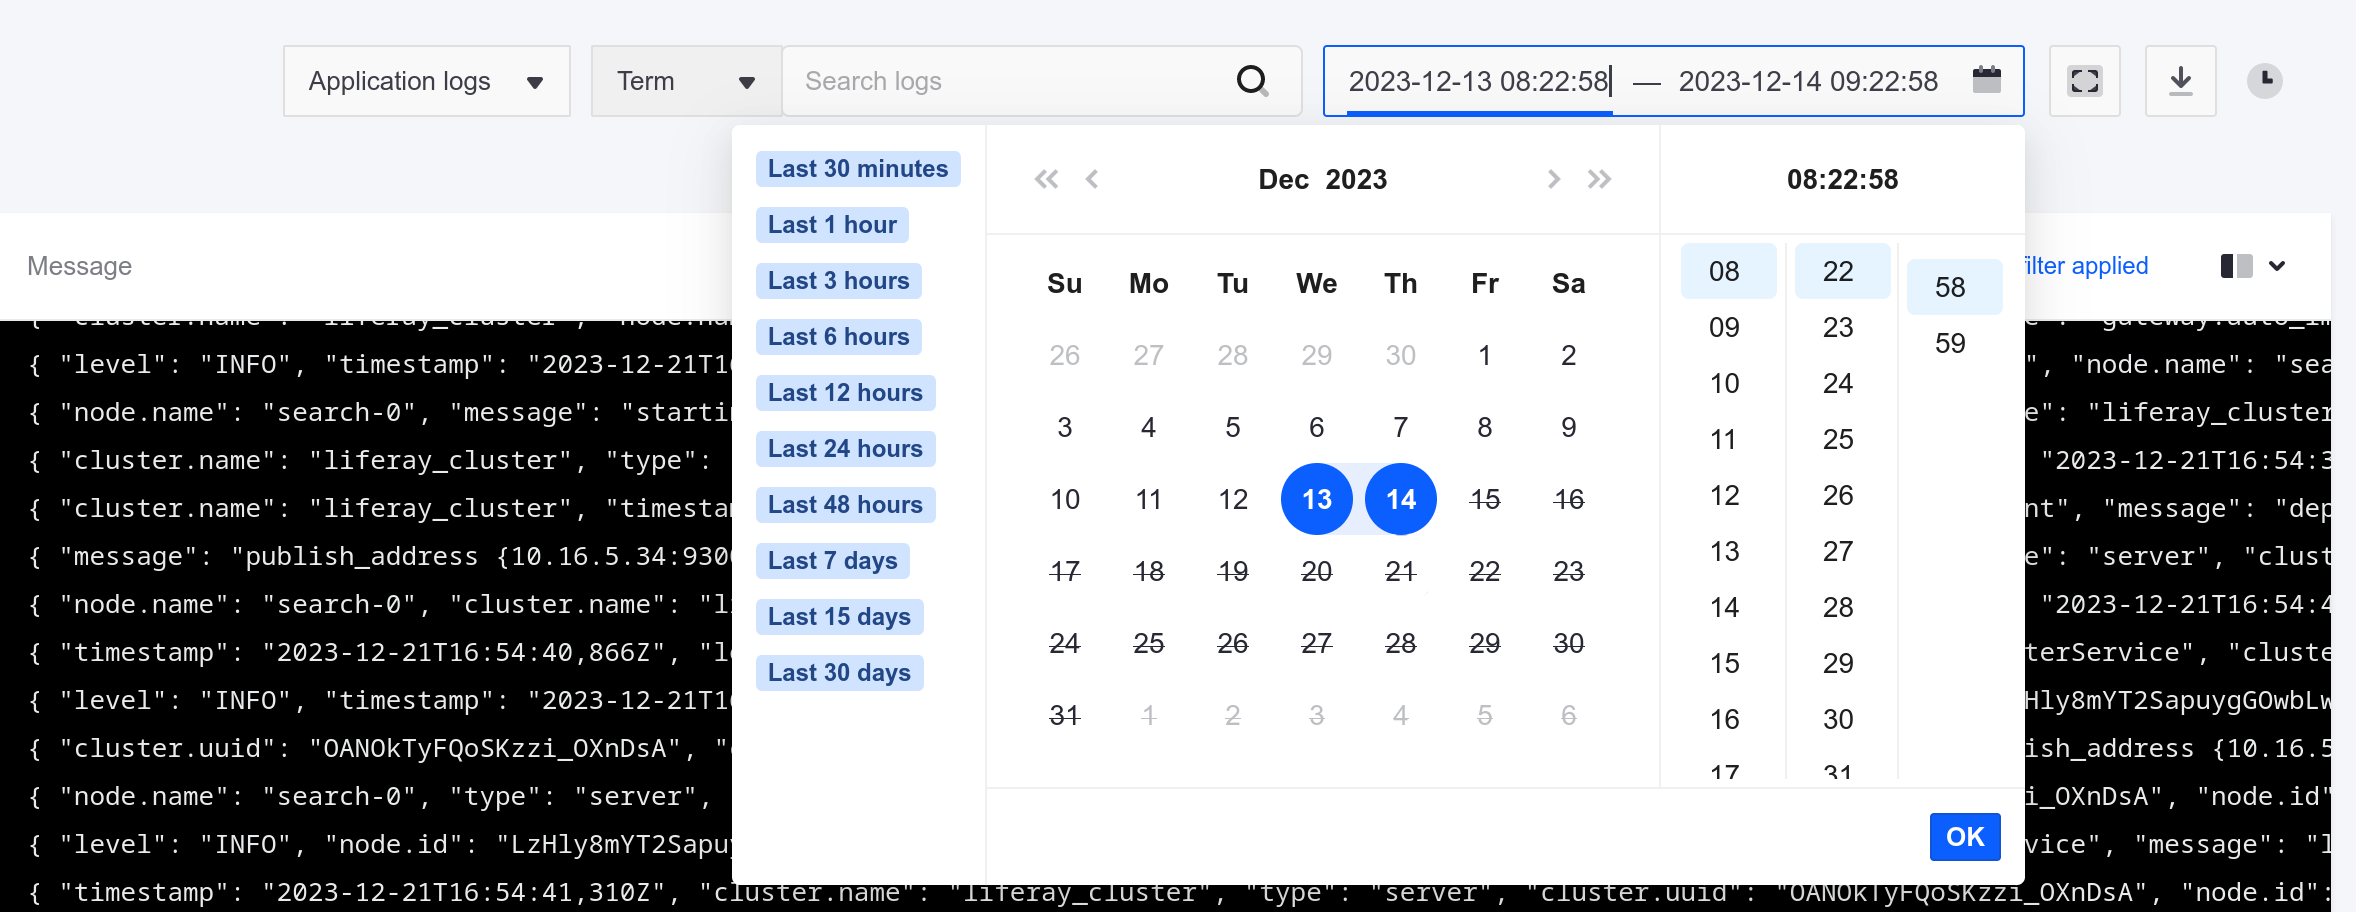 Application logs
Term
Search logs
2023-12-13 08:22:58 — 2023-12-14 09:22:58
Last 30 minutes
Last 1 hour
Last 3 hours
Last 6 hours
Last 12 hours
Last 24 hours
Last 48 hours
Last 7 days
Last 15 days
Last 30 days
Dec 2023
Su Mo Tu We Th Fr Sa
26 27 28 29 30 1 2
3 4 5 6 7 8 9
10 11 12 13 14 15 16
17 18 19 20 21 22 23
24 25 26 27 28 29 30
31 1 2 3 4 5 6
08:22:58
08 22 58
09 23 59
10 24
11 25
12 26
13 27
14 28
15 29
16 30
17 31
OK
Message
filter applied
{ "cluster.name": "liferay_cluster",
{ "level": "INFO", "timestamp": "2023-12-21T16 ", "node.name":
{ "node.name": "search-0", "message": "liferay_cluster
{ "cluster.name": "liferay_cluster", "type": "2023-12-21T16:54:3
{ "cluster.name": "liferay_cluster", "message":
{ "message": "publish_address {10.16.5.34:930 "server",
{ "node.name": "search-0", "cluster.name": "2023-12-21T16:54:4
{ "timestamp": "2023-12-21T16:54:40,866Z", terService",
{ "level": "INFO", "timestamp": "2023-12-21T16 Hly8mYT2SapuygGOwbLw
{ "cluster.uuid": "OANOkTyFQoSKzzi_OXnDsA", ish_address {10.16.5
{ "node.name": "search-0", "type": "server", i_OXnDsA", "node.id"
{ "level": "INFO", "node.id": "LzHly8mYT2Sapu vice", "message":
{ "timestamp": "2023-12-21T16:54:41,310Z", "cluster.name": "liferay_cluster", "type": "server", "cluster.uuid": "OANOkTyFQoSKzzi_OXnDsA", "node.id":